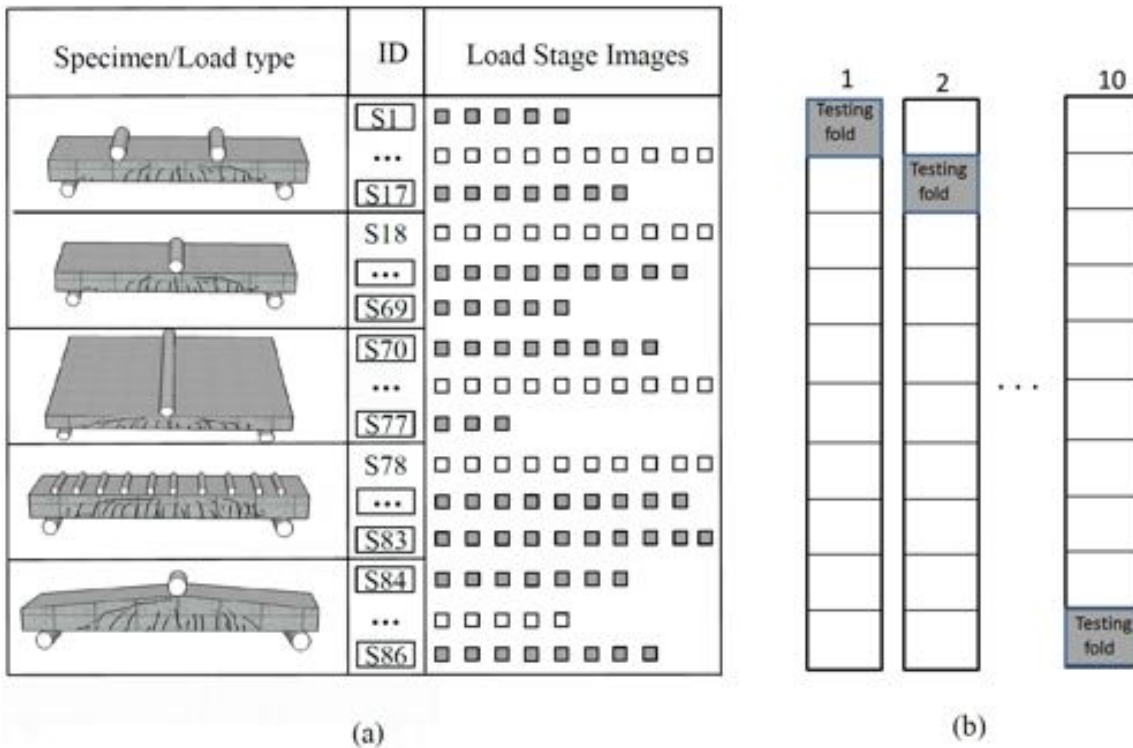 Specimen/Load type ID Load Stage Images
S1
...
S17
S18
...
S69
S70
...
S77
S78
...
S83
S84
...
S86
(a)
1 2 10
Testing
fold
Testing
fold
...
Testing
fold
(b)